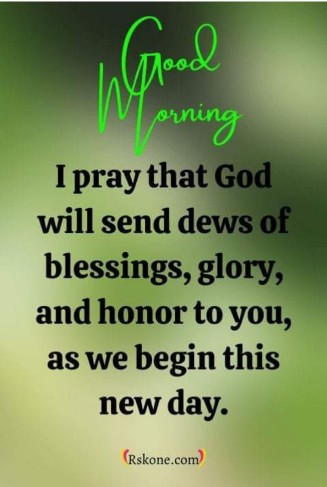 Good
Morning
I pray that God
will send dews of
blessings, glory,
and honor to you,
as we begin this
new day.
(Rskone.com)